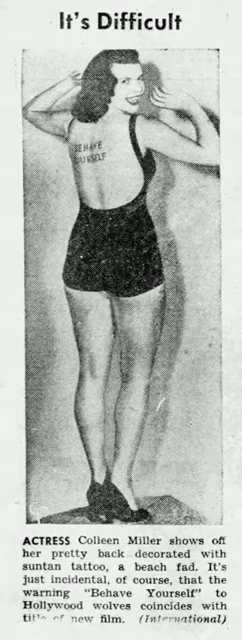 It's Difficult
BEHAVE
YOURSELF
ACTRESS Colleen Miller shows off
her pretty back decorated with
suntan tattoo, a beach fad. It's
just incidental, of course, that the
warning "Behave Yourself" to
Hollywood wolves coincides with
title of new film. (International)